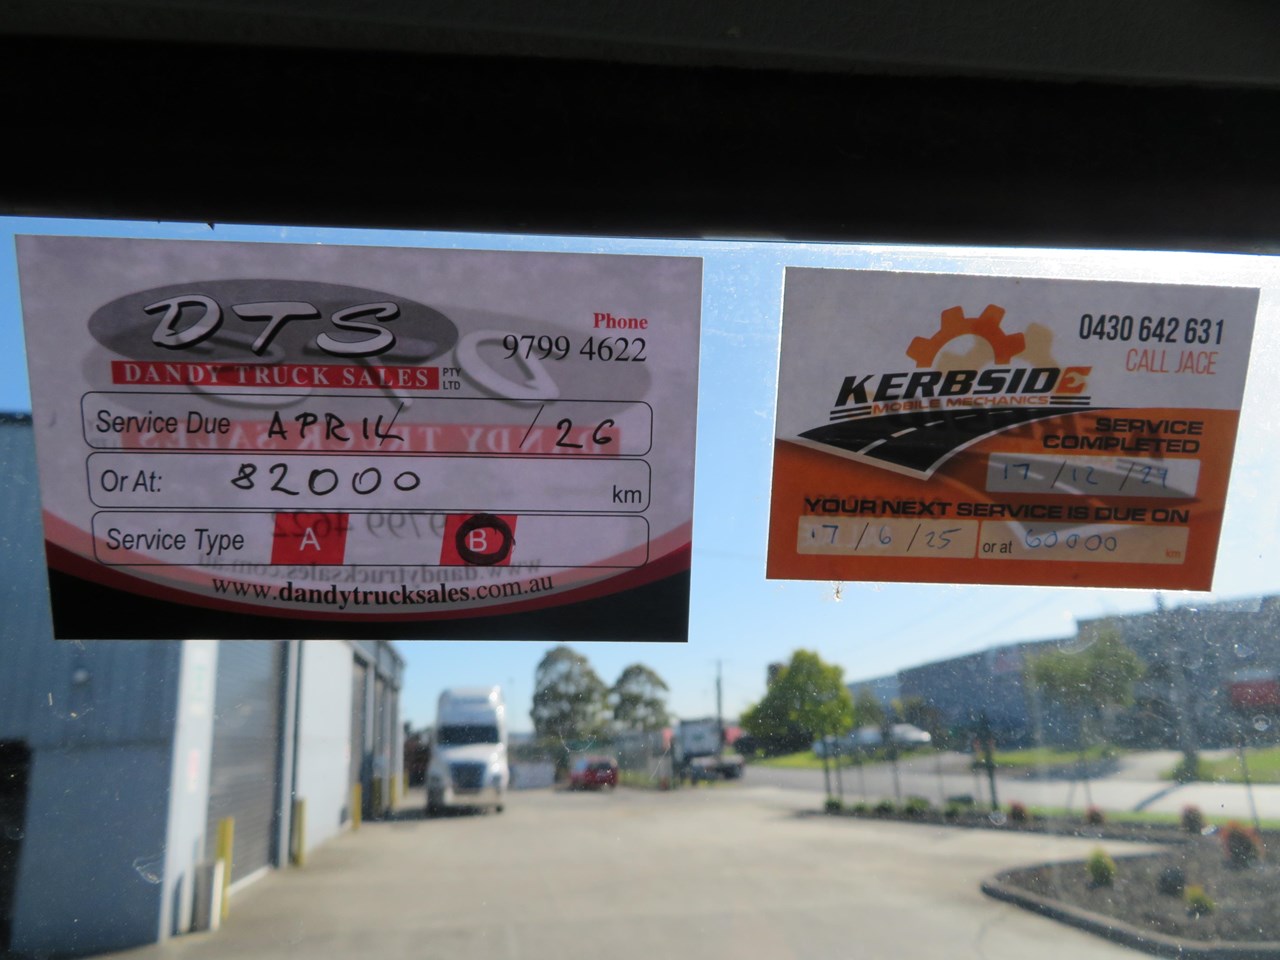 DTS
DANDY TRUCK SALES PTY LTD
Phone
9799 4622
Service Due APRIL / 26
Or At: 82000 km
Service Type A B
www.dandytrucksales.com.au
0430 642 631
CALL JACE
KERBSIDE
MOBILE MECHANICS
SERVICE
COMPLETED
17 / 12 / 24
YOUR NEXT SERVICE IS DUE ON
17 / 6 / 25 or at 60000 km